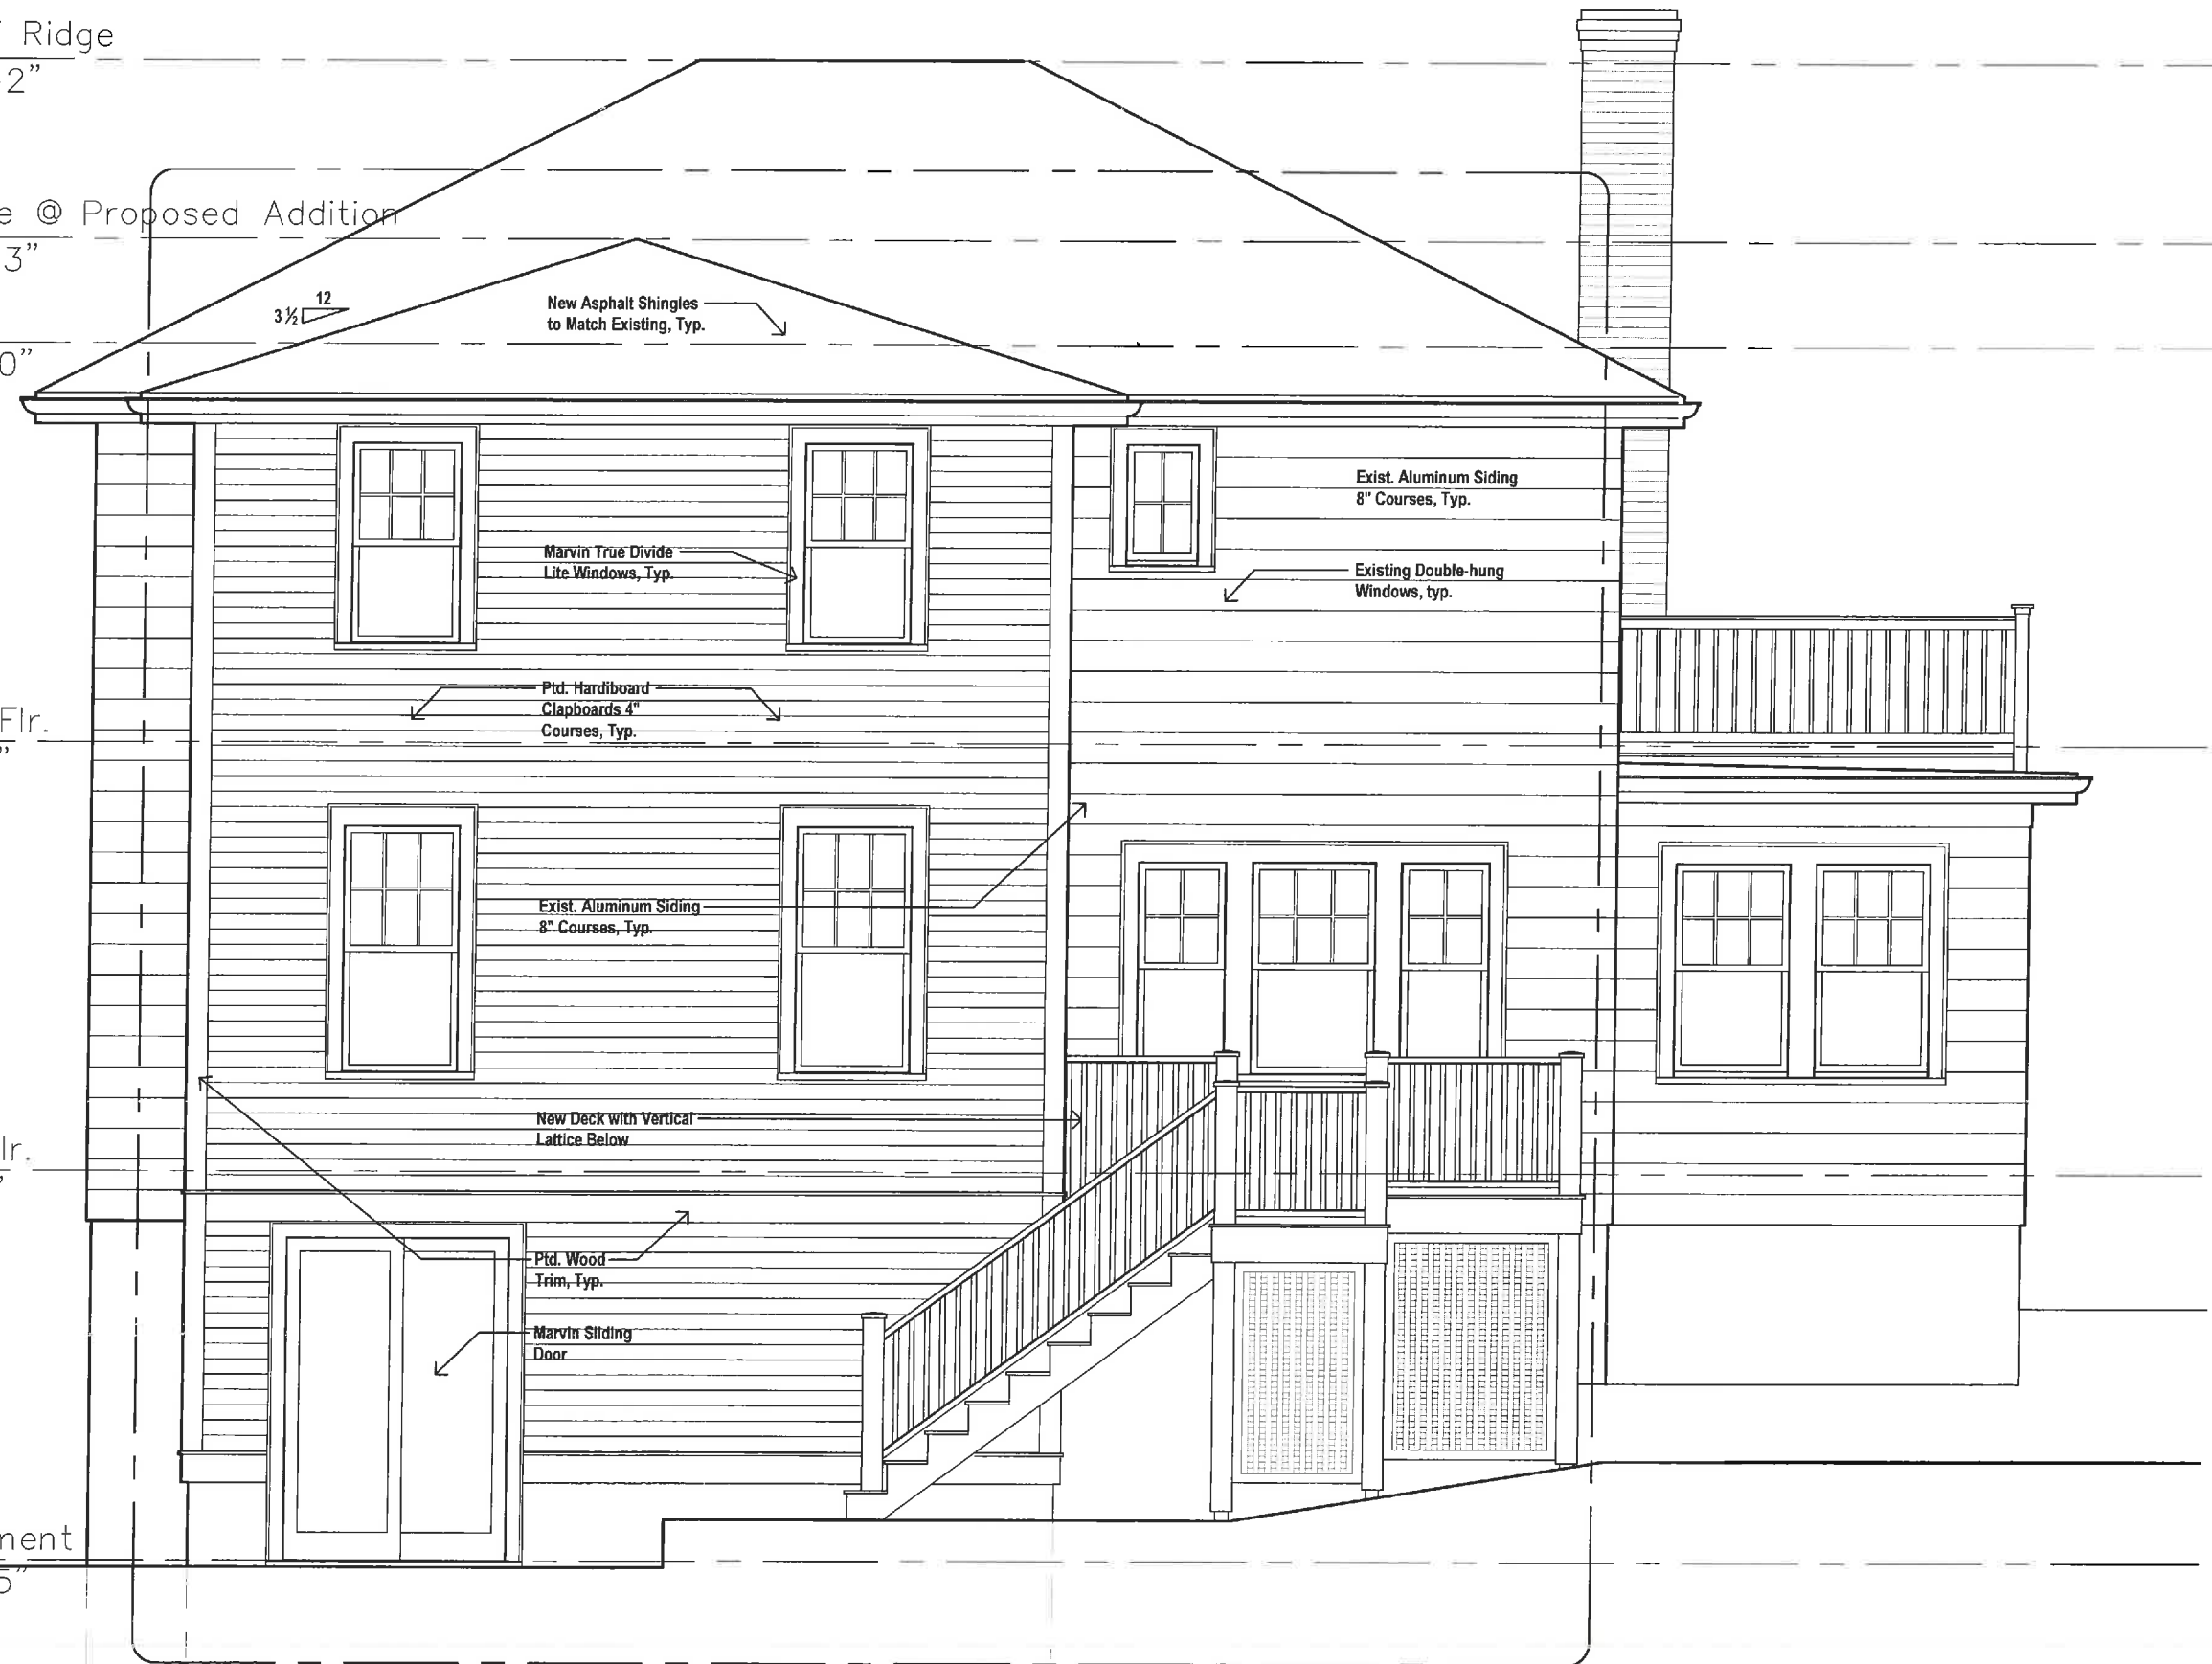 Ridge
2"
@ Proposed Addition
3"
12
3 ½
New Asphalt Shingles
to Match Existing, Typ.
0"
Exist. Aluminum Siding
8" Courses, Typ.
Marvin True Divide
Lite Windows, Typ.
Existing Double-hung
Windows, typ.
Ptd. Hardiboard
Clapboards 4"
Courses, Typ.
Flr.
"
Exist. Aluminum Siding
8" Courses, Typ.
New Deck with Vertical
Lattice Below
lr.
Ptd. Wood
Trim, Typ.
Marvin Sliding
Door
ment
5"